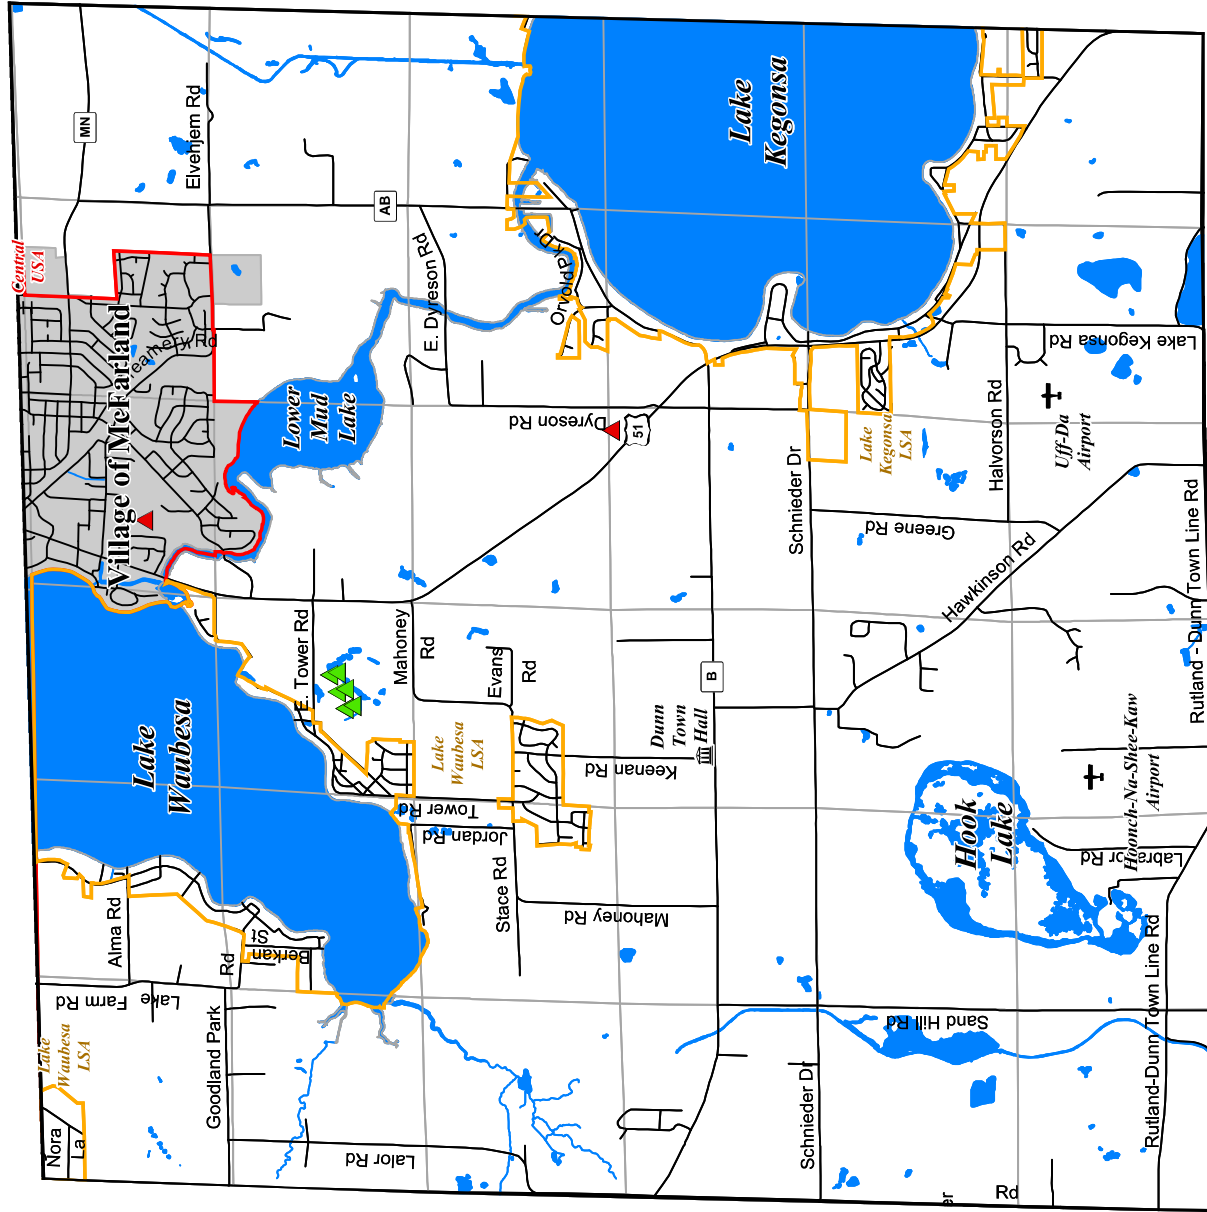 MN
Elvehjem Rd
AB
Central
USA
Village of McFarland
reamery Rd
E. Dyreson Rd
Orvold Pk Dr
Lake
Kegonsa
Lower
Mud
Lake
Dyreson Rd
51
Lake Kegonsa Rd
Schnieder Dr
Lake
Kegonsa
LSA
Halvorson Rd
Uff-Da
Airport
Greene Rd
Hawkinson Rd
Rutland - Dunn Town Line Rd
Lake
Waubesa
E. Tower Rd
Mahoney
Rd
Evans
Rd
B
Dunn
Town
Hall
Lake
Waubesa
LSA
Keenan Rd
Tower Rd
Jordan Rd
Stace Rd
Mahoney Rd
Hook
Lake
Hoonch-Na-Shee-Kaw
Airport
Labrador
Alma Rd
Berkan
St
Rd
Goodland Park
Lake Farm Rd
Lake
Waubesa
LSA
Nora
La
Lalor Rd
Sand Hill Rd
Schnieder Dr
Rutland-Dunn Town Line Rd
er
Rd